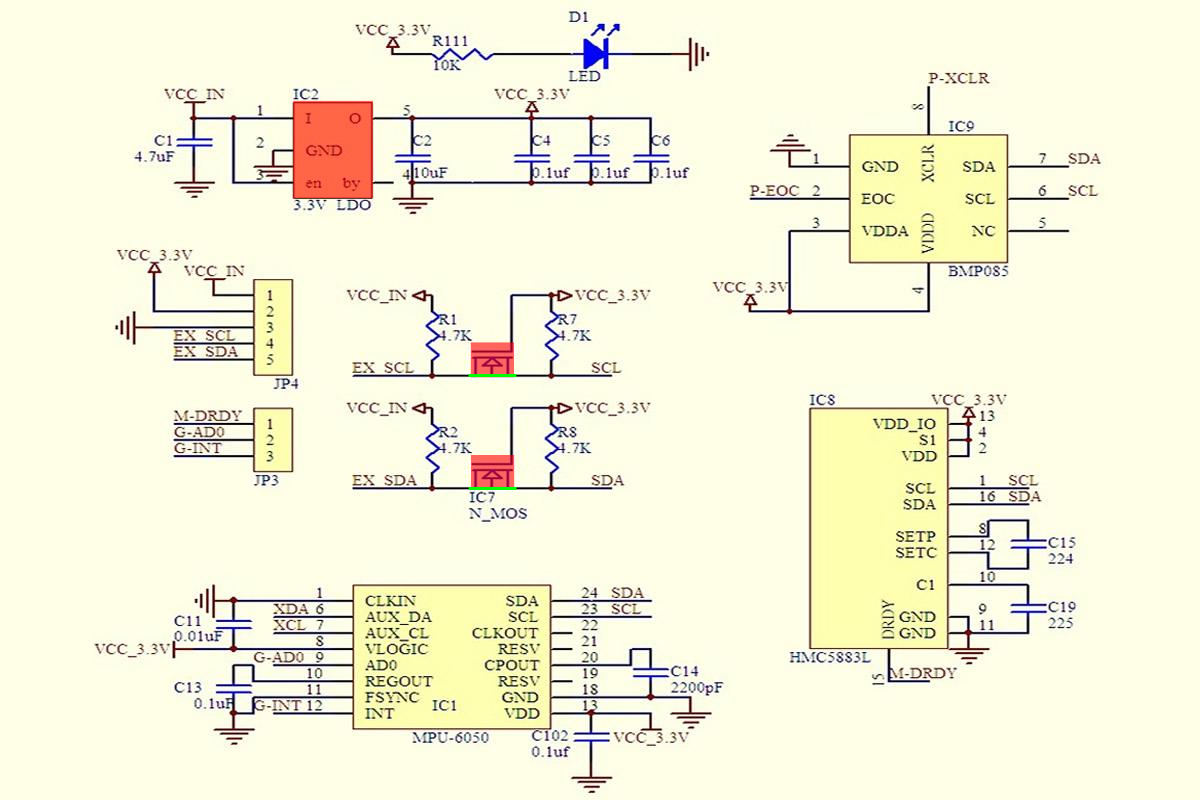 VCC_3.3V
R111
10K
D1
LED
VCC_IN
C1
4.7uF
IC2
1
I
O
5
2
GND
3
en
by
4
3.3V LDO
C2
10uF
VCC_3.3V
C4
0.1uf
C5
0.1uf
C6
0.1uf
P-XCLR
8
IC9
XCLR
1
GND
SDA
7
SDA
P-EOC
2
EOC
SCL
6
SCL
3
VDDA
VDDD
NC
5
4
BMP085
VCC_3.3V
VCC_3.3V
VCC_IN
1
2
3
EX_SCL
4
EX_SDA
5
JP4
M-DRDY
1
G-AD0
2
G-INT
3
JP3
VCC_IN
VCC_3.3V
R1
4.7K
R7
4.7K
EX_SCL
SCL
VCC_IN
VCC_3.3V
R2
4.7K
R8
4.7K
EX_SDA
SDA
IC7
N_MOS
IC8
VCC_3.3V
VDD_IO
13
S1
4
VDD
2
SCL
1
SCL
SDA
16
SDA
SETP
8
SETC
12
C15
224
C1
10
GND
9
GND
11
C19
225
DRDY
HMC5883L
15
M-DRDY
1
CLKIN
XDA
6
AUX_DA
XCL
7
AUX_CL
8
VLOGIC
G-AD0
9
AD0
10
REGOUT
11
FSYNC
G-INT
12
INT
C11
0.01uF
VCC_3.3V
C13
0.1uF
IC1
MPU-6050
SDA
24
SDA
SCL
23
SCL
CLKOUT
22
RESV
21
CPOUT
20
RESV
19
GND
18
VDD
13
C14
2200pF
C102
0.1uf
VCC_3.3V